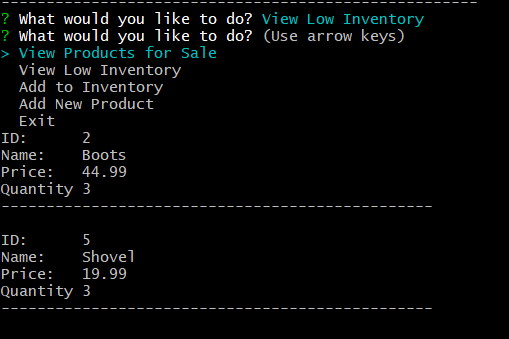 --------------------------------------------------------
? What would you like to do? View Low Inventory
? What would you like to do? (Use arrow keys)
> View Products for Sale
  View Low Inventory
  Add to Inventory
  Add New Product
  Exit
ID:      2
Name:    Boots
Price:   44.99
Quantity 3
---------------------------------------------------

ID:      5
Name:    Shovel
Price:   19.99
Quantity 3
---------------------------------------------------